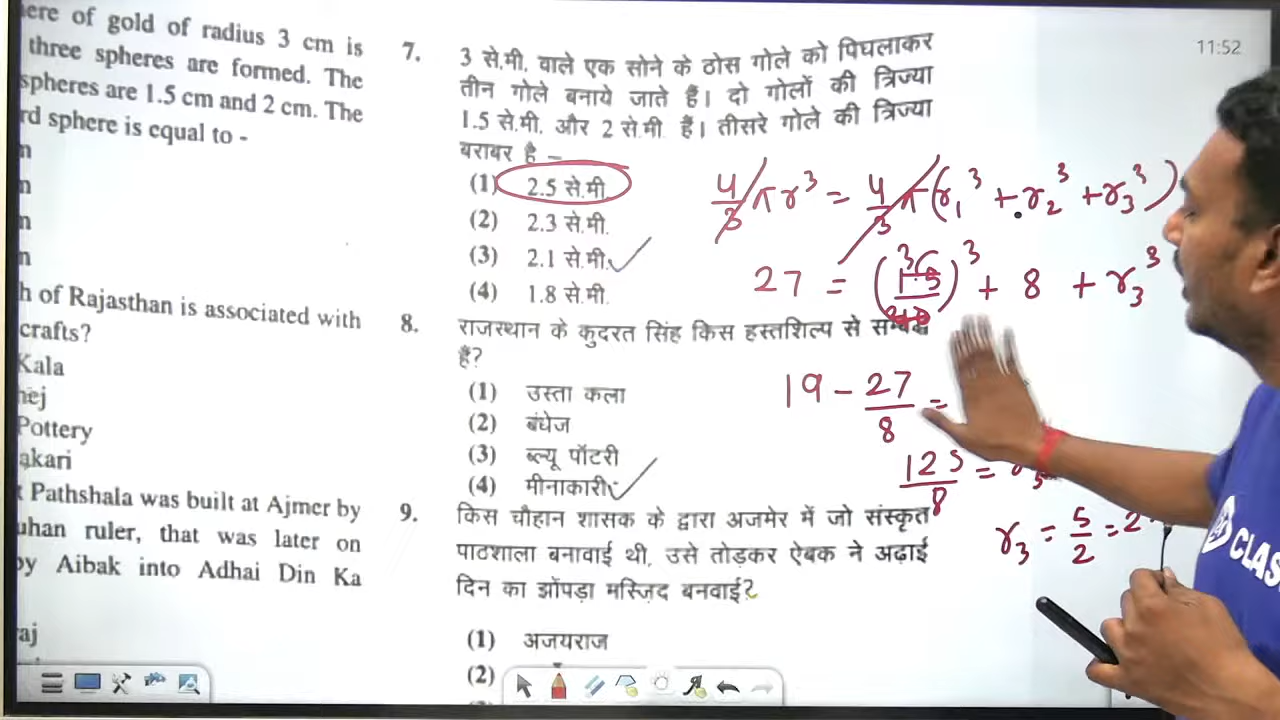 ere of gold of radius 3 cm is
three spheres are formed. The
spheres are 1.5 cm and 2 cm. The
rd sphere is equal to -
n
n
n
n
h of Rajasthan is associated with
crafts?
Kala
nej
Pottery
akari
t Pathshala was built at Ajmer by
uhan ruler, that was later on
by Aibak into Adhai Din Ka
aj
7. 3 से.मी. वाले एक सोने के ठोस गोले को पिघलाकर
तीन गोले बनाये जाते हैं। दो गोलों की त्रिज्या
1.5 से.मी. और 2 से.मी. हैं। तीसरे गोले की त्रिज्या
बराबर है –
(1) 2.5 से.मी.
(2) 2.3 से.मी.
(3) 2.1 से.मी.
(4) 1.8 से.मी.
8. राजस्थान के कुदरत सिंह किस हस्तशिल्प से सम्बद्ध
हैं?
(1) उस्ता कला
(2) बंधेज
(3) ब्ल्यू पॉटरी
(4) मीनाकारी
9. किस चौहान शासक के द्वारा अजमेर में जो संस्कृत
पाठशाला बनवाई थी, उसे तोड़कर ऐबक ने अढ़ाई
दिन का झोंपड़ा मस्ज़िद बनवाई?
(1) अजयराज
(2)
11:52
4/3 π r³ = 4/3 π (r₁³ + r₂³ + r₃³)
27 = ( )³ + 8 + r₃³
19 - 27/8 =
125/8 =
r₃ = 5/2 = 2
CLAS